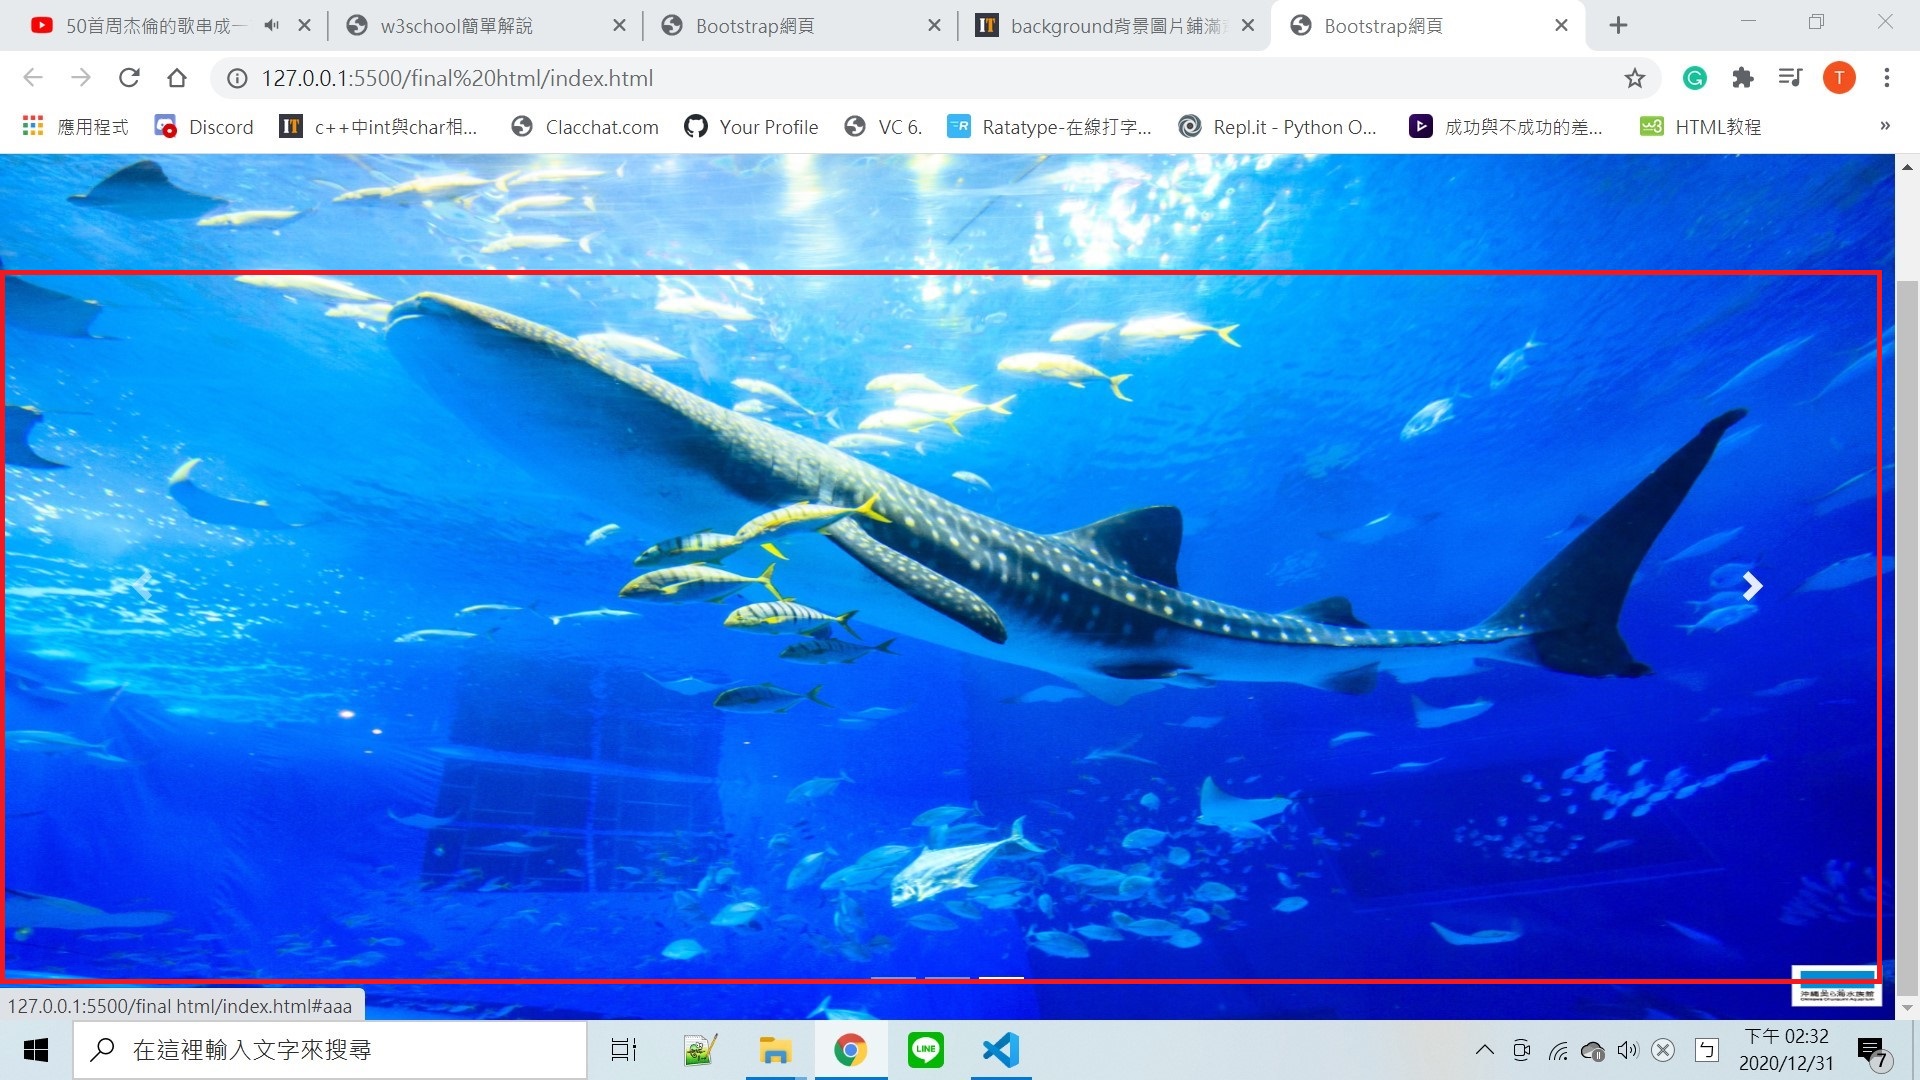 50首周杰倫的歌串成一
w3school簡單解說
Bootstrap網頁
background背景圖片鋪滿
Bootstrap網頁
127.0.0.1:5500/final%20html/index.html
T
應用程式
Discord
c++中int與char相...
Clacchat.com
Your Profile
VC 6.
Ratatype-在線打字...
Repl.it - Python O...
成功與不成功的差...
HTML教程
»
127.0.0.1:5500/final html/index.html#aaa
在這裡輸入文字來搜尋
LINE
ㄅ
下午 02:32
2020/12/31
7